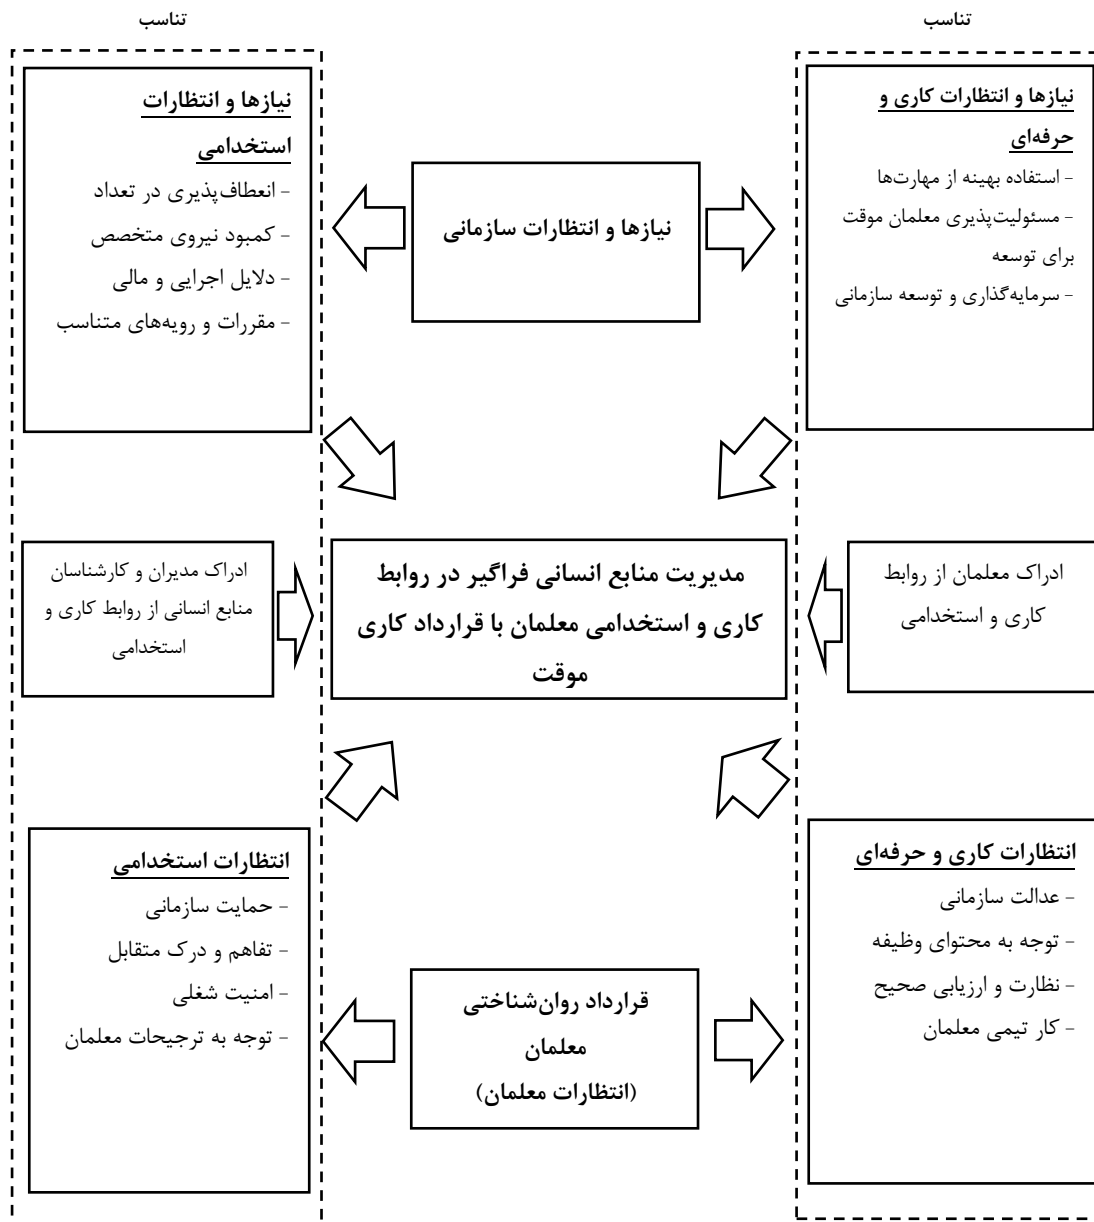 تناسب
تناسب
نیازها و انتظارات کاری و
حرفه‌ای
- استفاده بهینه از مهارت‌ها
- مسئولیت‌پذیری معلمان موقت
برای توسعه
- سرمایه‌گذاری و توسعه سازمانی
نیازها و انتظارات سازمانی
نیازها و انتظارات
استخدامی
- انعطاف‌پذیری در تعداد
- کمبود نیروی متخصص
- دلایل اجرایی و مالی
- مقررات و رویه‌های متناسب
ادراک معلمان از روابط
کاری و استخدامی
مدیریت منابع انسانی فراگیر در روابط
کاری و استخدامی معلمان با قرارداد کاری
موقت
ادراک مدیران و کارشناسان
منابع انسانی از روابط کاری و
استخدامی
انتظارات کاری و حرفه‌ای
- عدالت سازمانی
- توجه به محتوای وظیفه
- نظارت و ارزیابی صحیح
- کار تیمی معلمان
قرارداد روان‌شناختی
معلمان
(انتظارات معلمان)
انتظارات استخدامی
- حمایت سازمانی
- تفاهم و درک متقابل
- امنیت شغلی
- توجه به ترجیحات معلمان